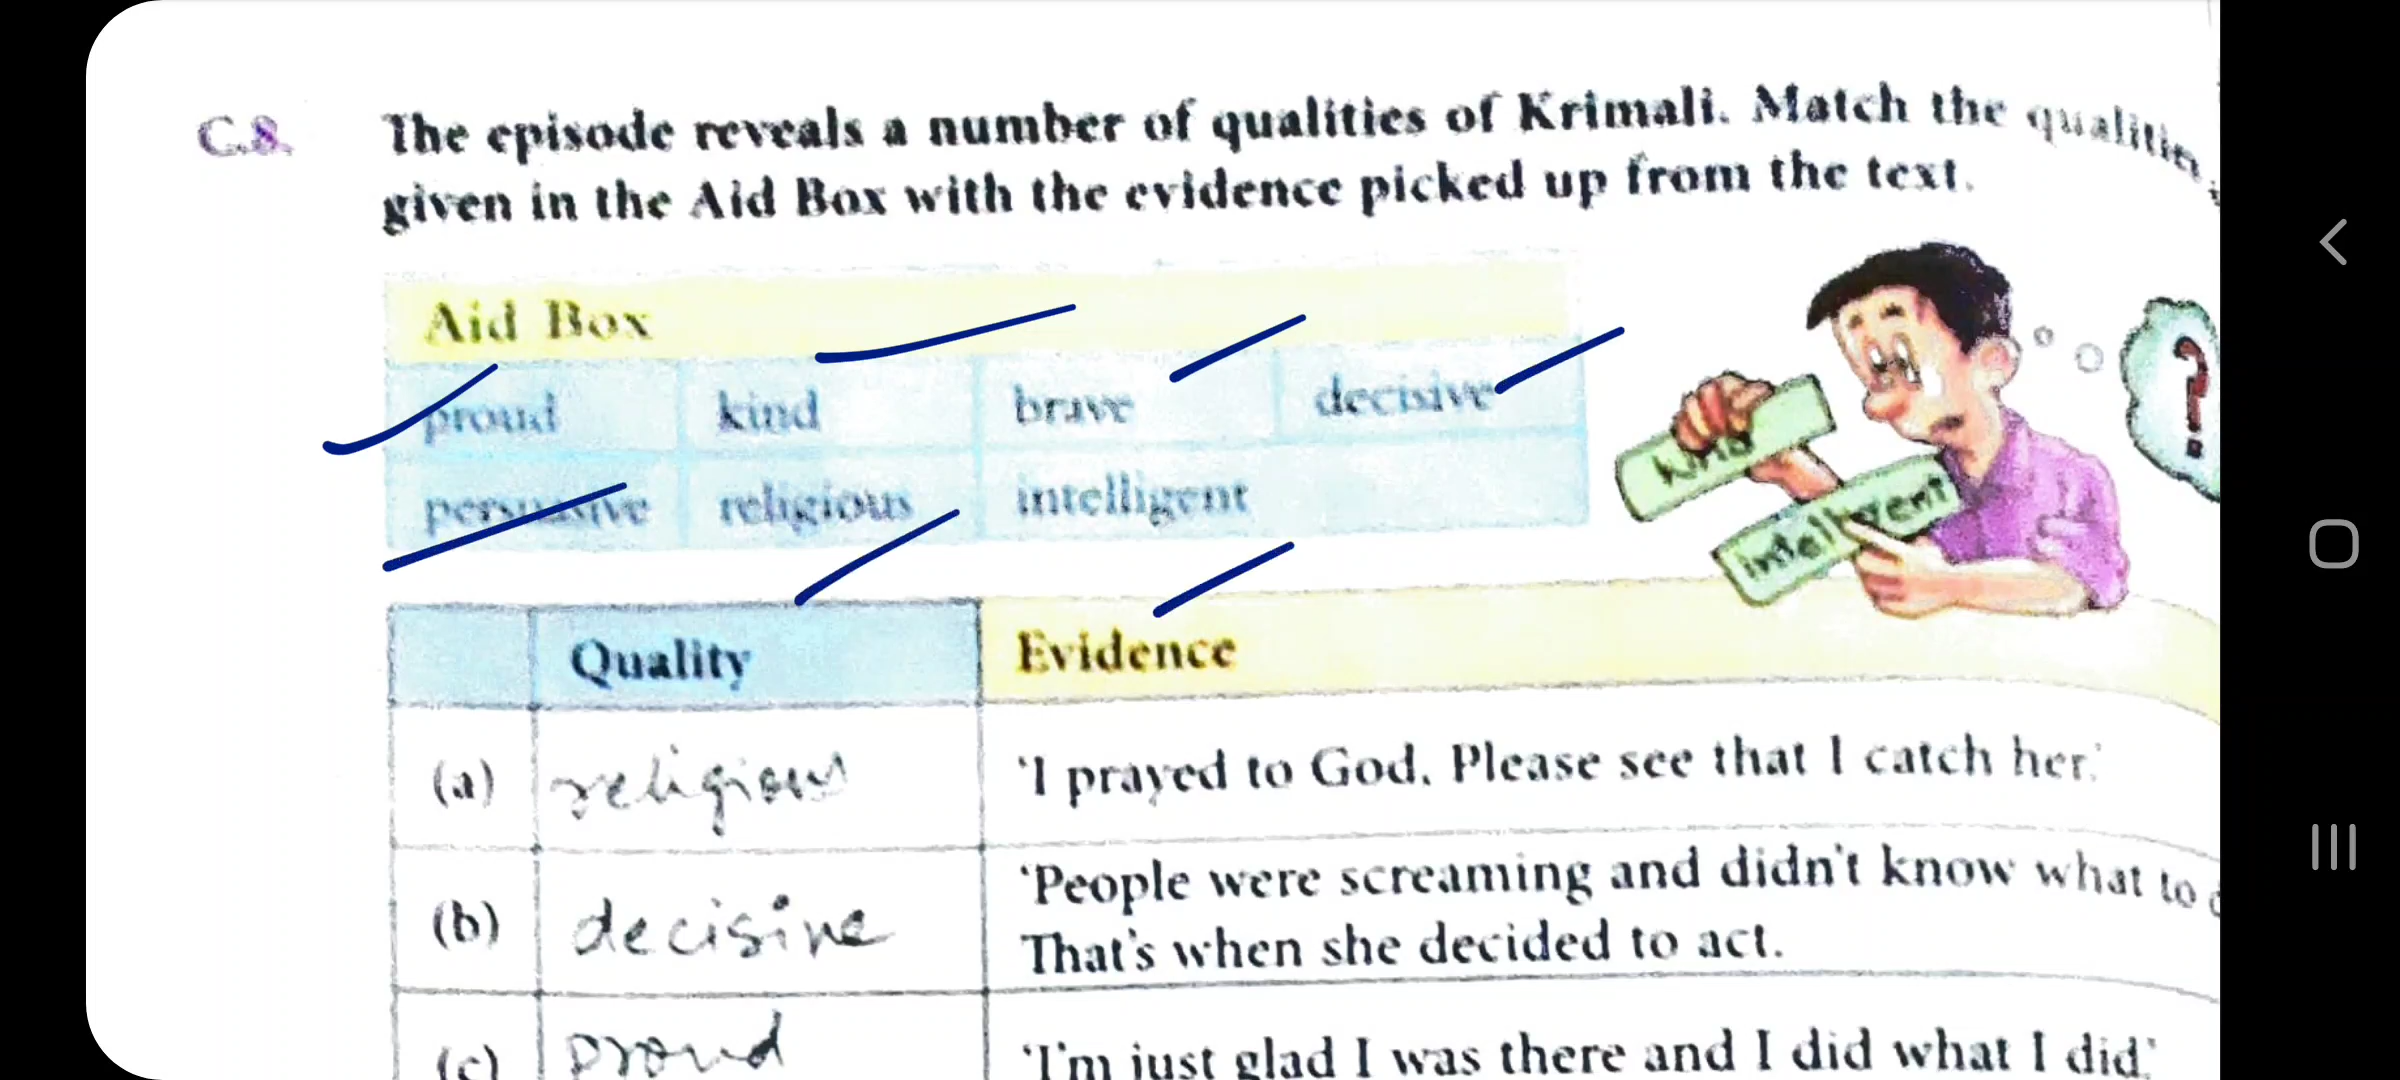 C.8. The episode reveals a number of qualities of Krimali. Match the qualities
given in the Aid Box with the evidence picked up from the text.
Aid Box
proud kind brave decisive
persuasive religious intelligent
kind
intelligent
?
Quality Evidence
(a) religious 'I prayed to God. Please see that I catch her.'
(b) decisive 'People were screaming and didn't know what to
That's when she decided to act.
(c) proud 'I'm just glad I was there and I did what I did.'